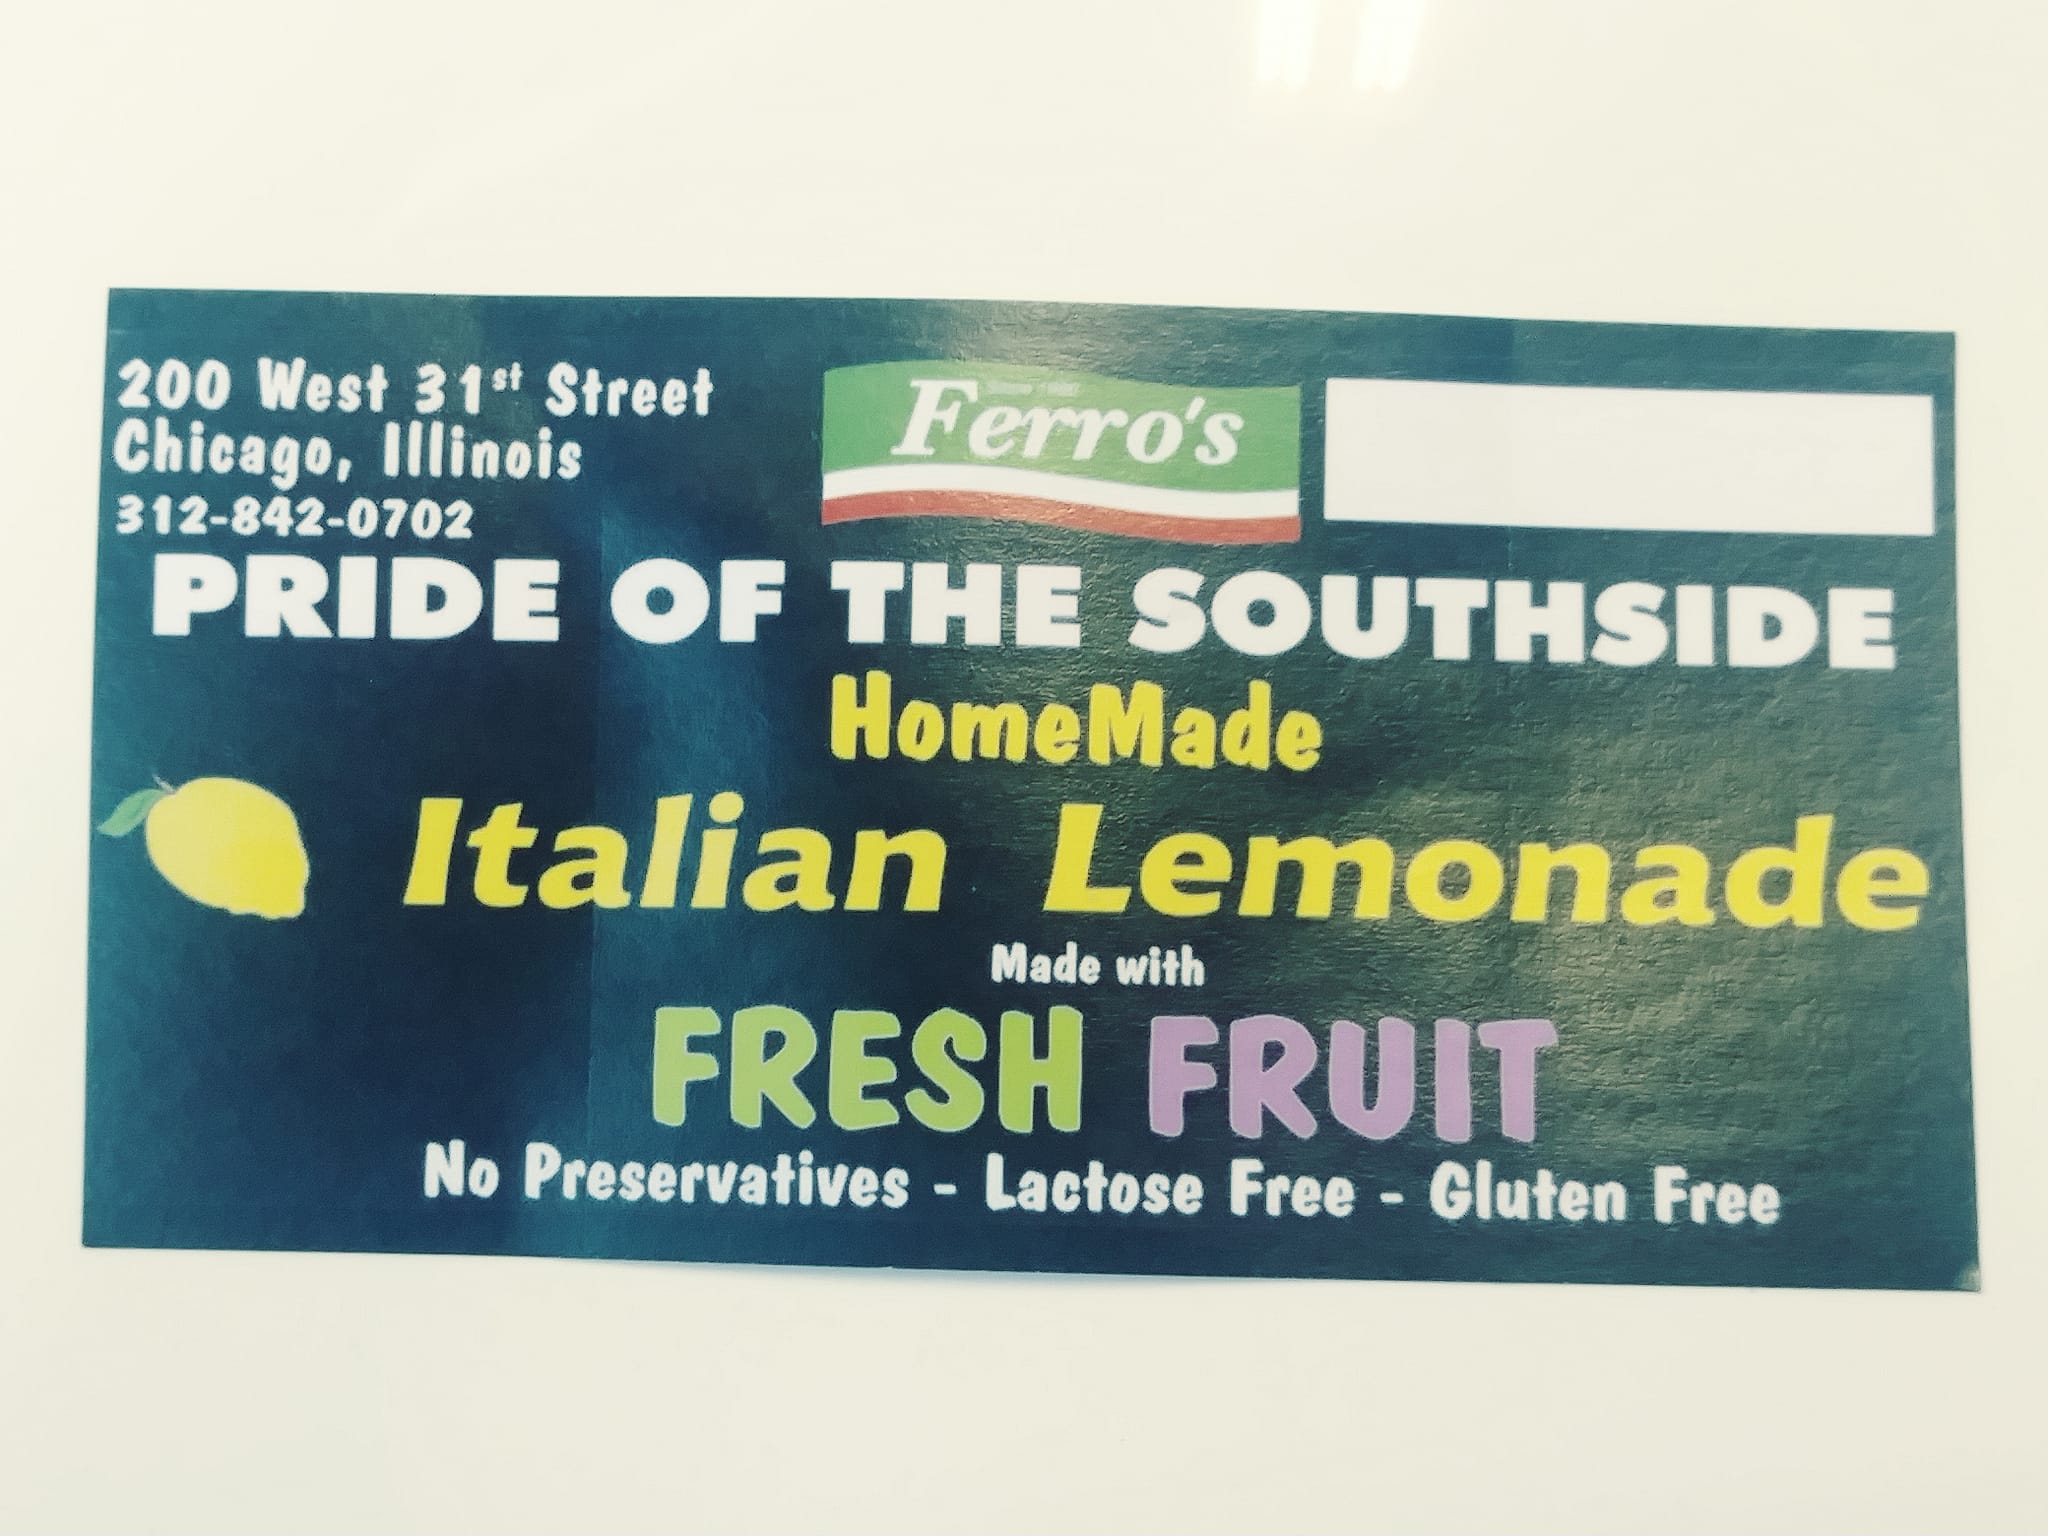 200 West 31st Street
Chicago, Illinois
312-842-0702
Ferro's
PRIDE OF THE SOUTHSIDE
HomeMade
Italian Lemonade
Made with
FRESH FRUIT
No Preservatives - Lactose Free - Gluten Free